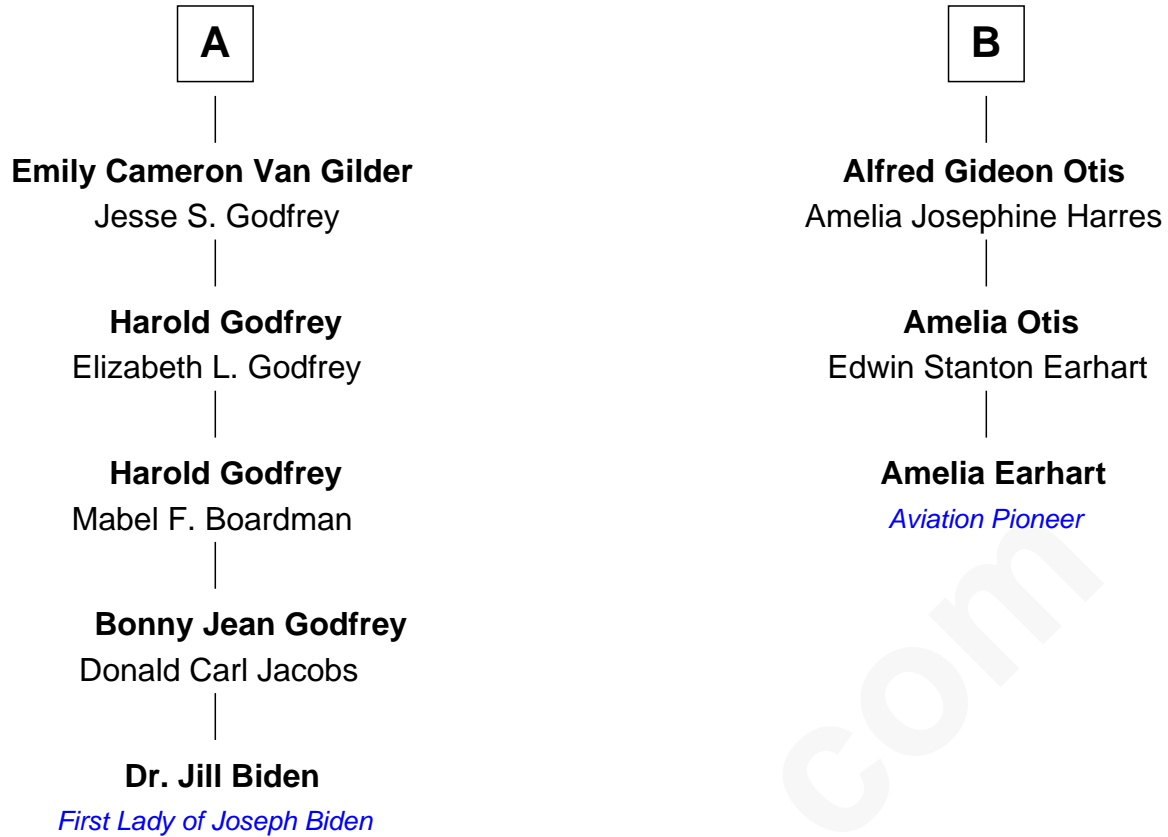 A
Emily Cameron Van Gilder
Jesse S. Godfrey
Harold Godfrey
Elizabeth L. Godfrey
Harold Godfrey
Mabel F. Boardman
Bonny Jean Godfrey
Donald Carl Jacobs
Dr. Jill Biden
First Lady of Joseph Biden
B
Alfred Gideon Otis
Amelia Josephine Harres
Amelia Otis
Edwin Stanton Earhart
Amelia Earhart
Aviation Pioneer
com